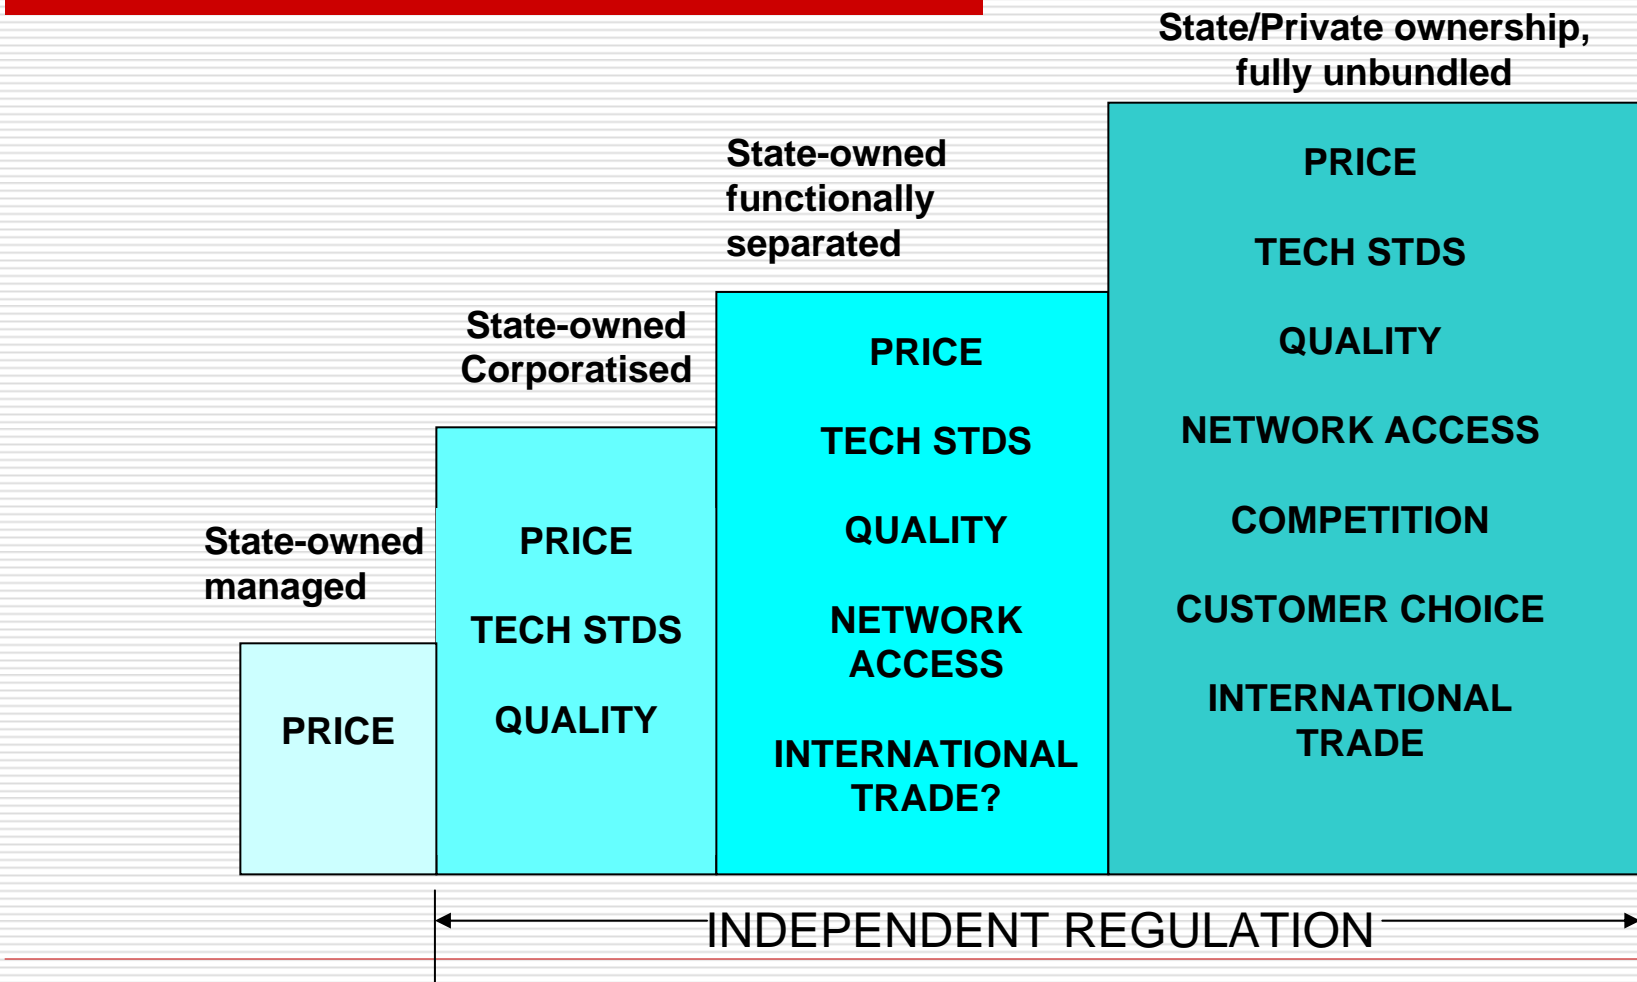 State-owned
managed
PRICE
State-owned
Corporatised
PRICE
TECH STDS
QUALITY
State-owned
functionally
separated
PRICE
TECH STDS
QUALITY
NETWORK
ACCESS
INTERNATIONAL
TRADE?
State/Private ownership,
fully unbundled
PRICE
TECH STDS
QUALITY
NETWORK ACCESS
COMPETITION
CUSTOMER CHOICE
INTERNATIONAL
TRADE
INDEPENDENT REGULATION